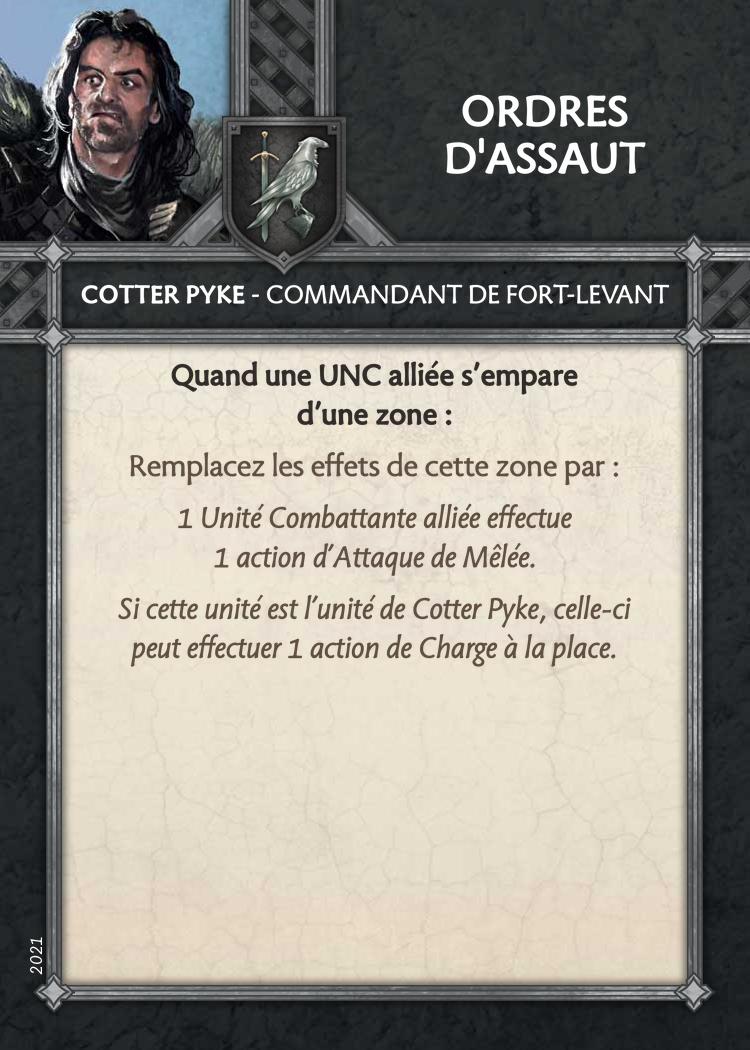 ORDRES
D'ASSAUT
COTTER PYKE - COMMANDANT DE FORT-LEVANT
Quand une UNC alliée s’empare
d’une zone :
Remplacez les effets de cette zone par :
1 Unité Combattante alliée effectue
1 action d’Attaque de Mêlée.
Si cette unité est l’unité de Cotter Pyke, celle-ci
peut effectuer 1 action de Charge à la place.
2021